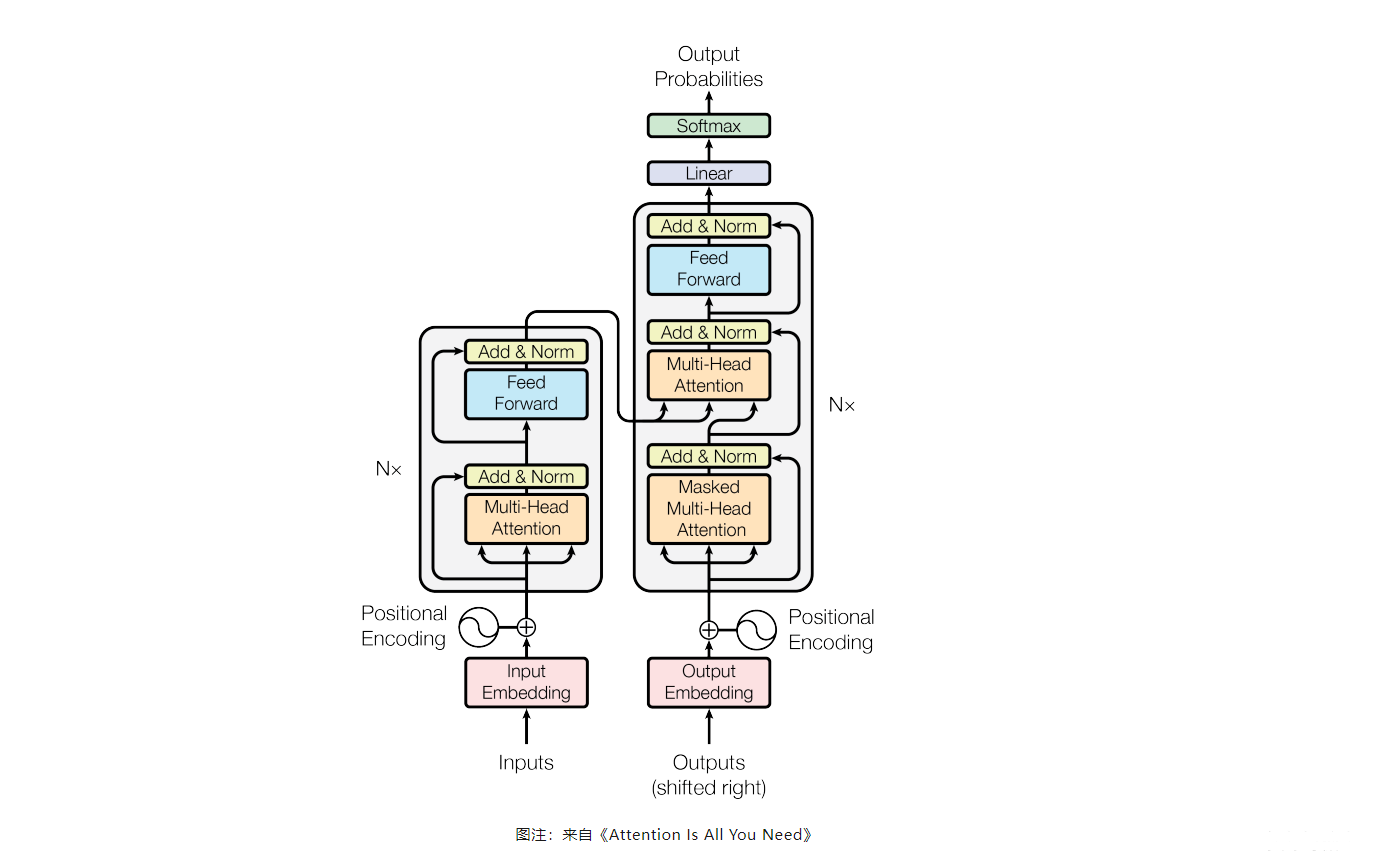 Output
Probabilities
Softmax
Linear
Add & Norm
Feed
Forward
Add & Norm
Multi-Head
Attention
Add & Norm
Masked
Multi-Head
Attention
Nx
Add & Norm
Feed
Forward
Add & Norm
Multi-Head
Attention
Nx
Positional
Encoding
Positional
Encoding
Input
Embedding
Output
Embedding
Inputs
Outputs
(shifted right)
图注：来自《Attention Is All You Need》